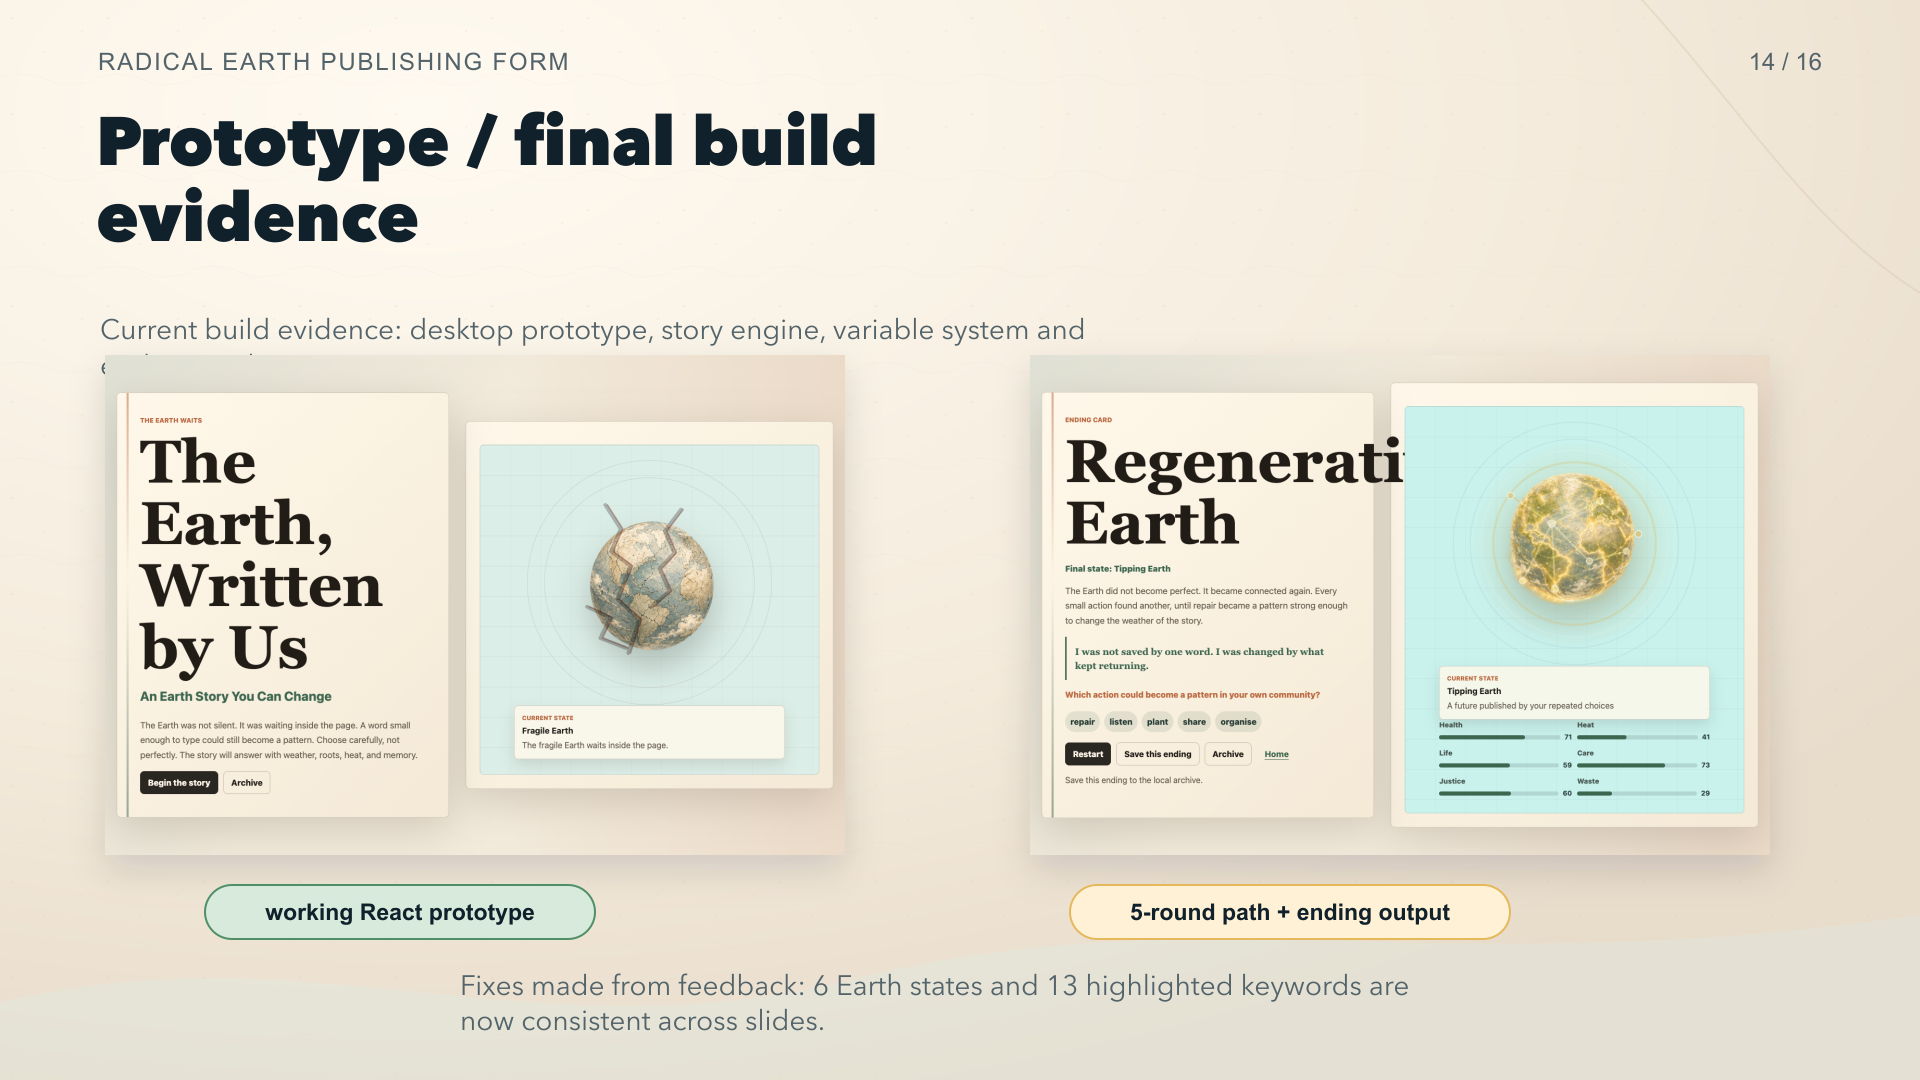 RADICAL EARTH PUBLISHING FORM
14 / 16
Prototype / final build
evidence
Current build evidence: desktop prototype, story engine, variable system and
THE EARTH WAITS
The
Earth,
Written
by Us
An Earth Story You Can Change
The Earth was not silent. It was waiting inside the page. A word small
enough to type could still become a pattern. Choose carefully, not
perfectly. The story will answer with weather, roots, heat, and memory.
Begin the story
Archive
CURRENT STATE
Fragile Earth
The fragile Earth waits inside the page.
ENDING CARD
Regenerati
Earth
Final state: Tipping Earth
The Earth did not become perfect. It became connected again. Every
small action found another, until repair became a pattern strong enough
to change the weather of the story.
I was not saved by one word. I was changed by what
kept returning.
Which action could become a pattern in your own community?
repair listen plant share organise
Restart Save this ending Archive Home
Save this ending to the local archive.
CURRENT STATE
Tipping Earth
A future published by your repeated choices
Health 71 Heat 41
Life 59 Care 73
Justice 60 Waste 29
working React prototype
5-round path + ending output
Fixes made from feedback: 6 Earth states and 13 highlighted keywords are
now consistent across slides.